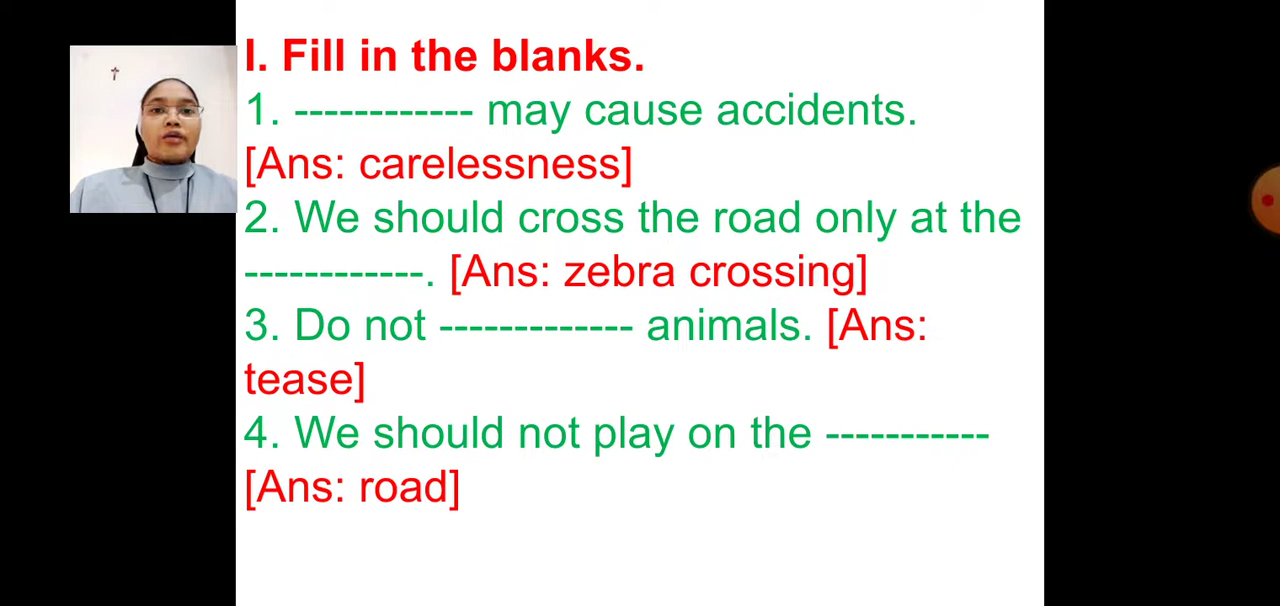 I. Fill in the blanks.
1. ------------ may cause accidents.
[Ans: carelessness]
2. We should cross the road only at the
------------. [Ans: zebra crossing]
3. Do not ------------- animals. [Ans:
tease]
4. We should not play on the -----------
[Ans: road]